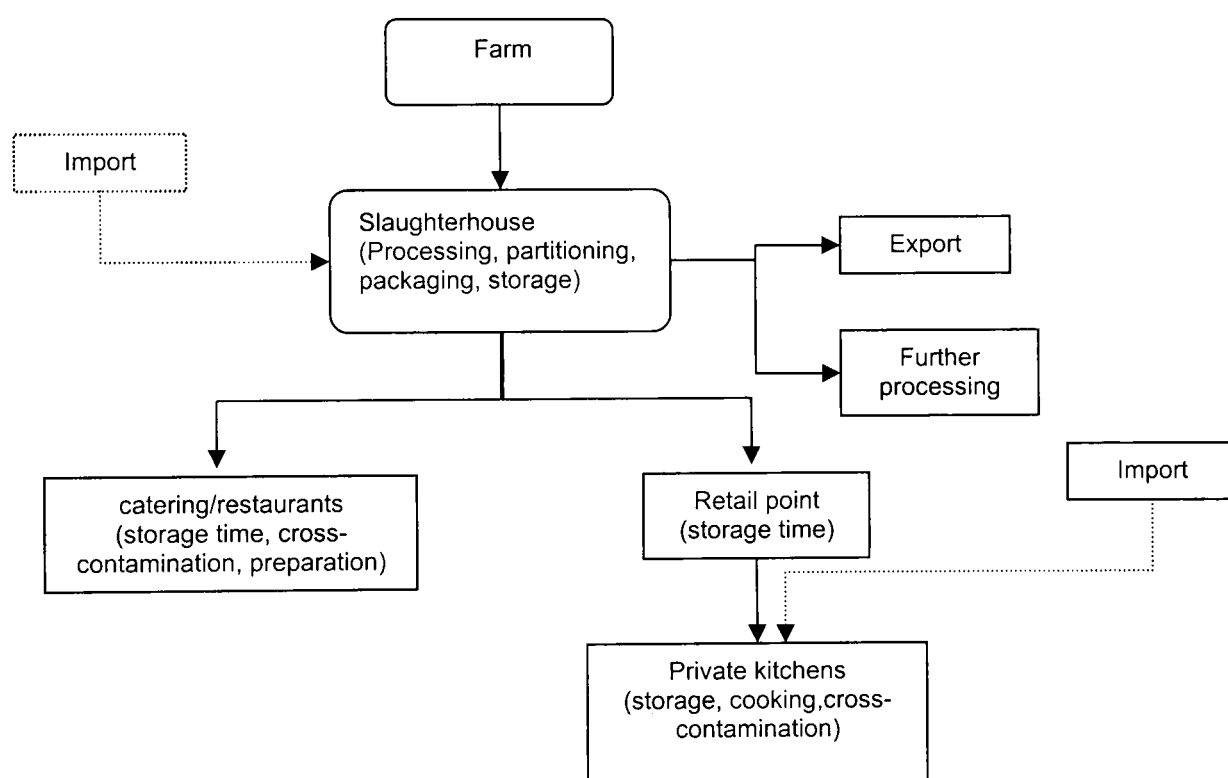 Farm
Import
Slaughterhouse
(Processing, partitioning,
packaging, storage)
Export
Further
processing
catering/restaurants
(storage time, cross-
contamination, preparation)
Retail point
(storage time)
Import
Private kitchens
(storage, cooking,cross-
contamination)